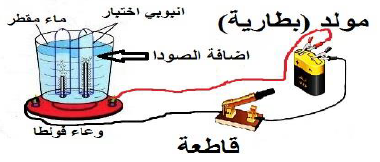 انبوبي اختبار
ماء مقطر
مولد (بطارية)
اضافة الصودا
وعاء فولطا
قاطعة